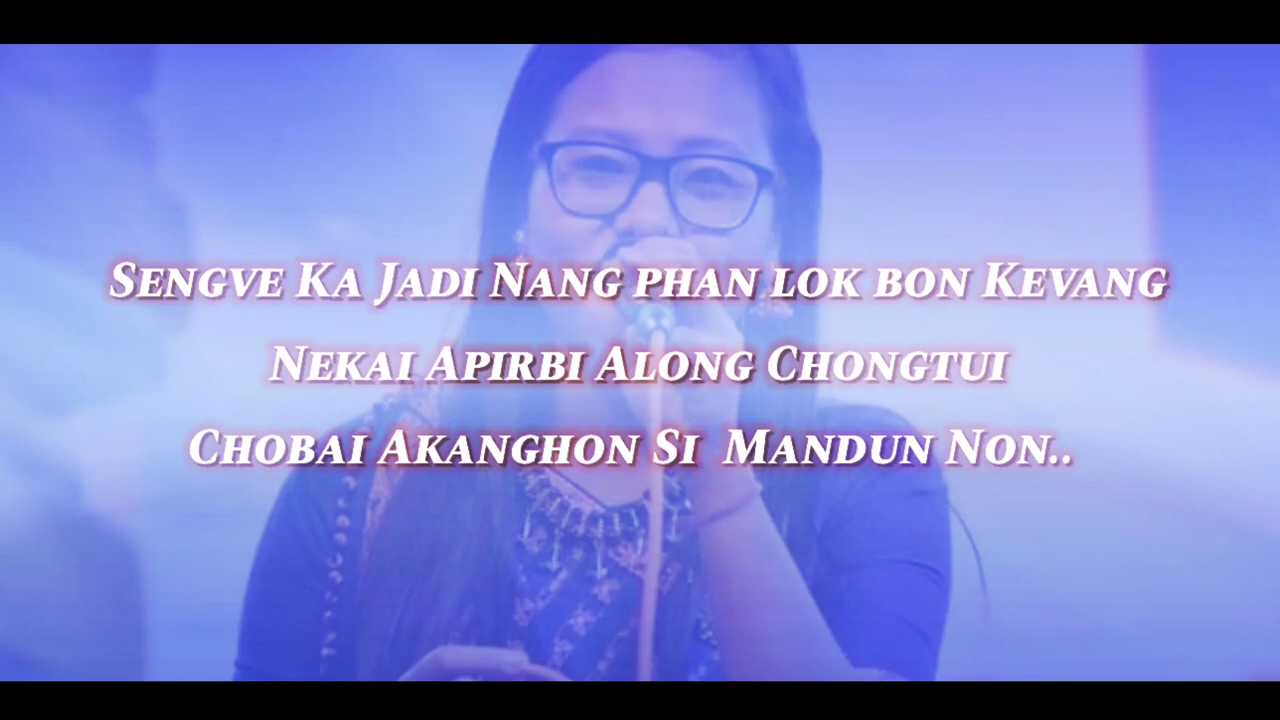 Sengve Ka Jadi Nang phan lok bon Kevang
Nekai Apirbi Along Chongtui
Chobai Akanghon Si Mandun Non..